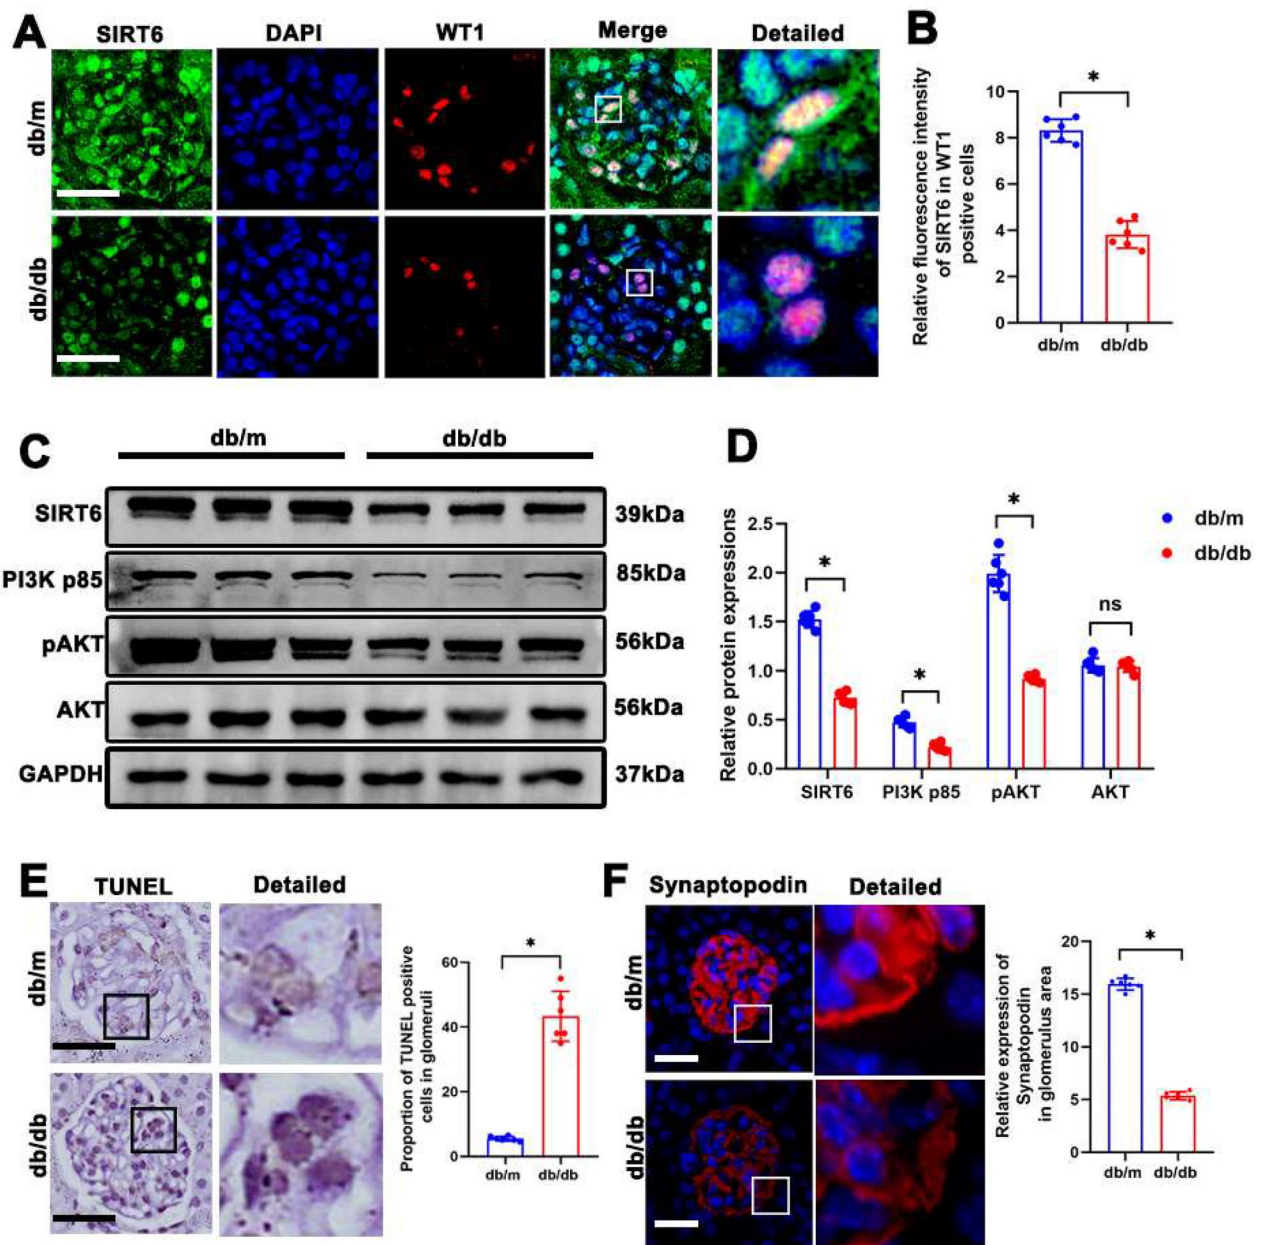 A
SIRT6 DAPI WT1 Merge Detailed
db/m
db/db
B
Relative fluorescence intensity
of SIRT6 in WT1
positive cells
10
8
6
4
2
0
*
db/m db/db
C
db/m db/db
SIRT6 39kDa
PI3K p85 85kDa
pAKT 56kDa
AKT 56kDa
GAPDH 37kDa
D
Relative protein expressions
2.5
2.0
1.5
1.0
0.5
0.0
* * * ns
SIRT6 PI3K p85 pAKT AKT
db/m
db/db
E
TUNEL Detailed
db/m
db/db
Proportion of TUNEL positive
cells in glomeruli
60
40
20
0
*
db/m db/db
F
Synaptopodin Detailed
db/m
db/db
Relative expression of
Synaptopodin
in glomerulus area
20
15
10
5
0
*
db/m db/db